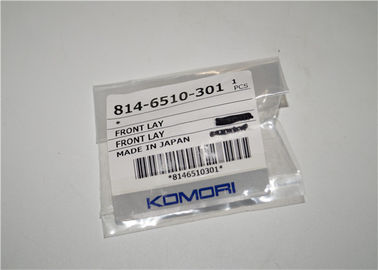 814-6510-301 1
PCS
*
FRONT LAY
FRONT LAY
MADE IN JAPAN
*8146510301*
KOMORI